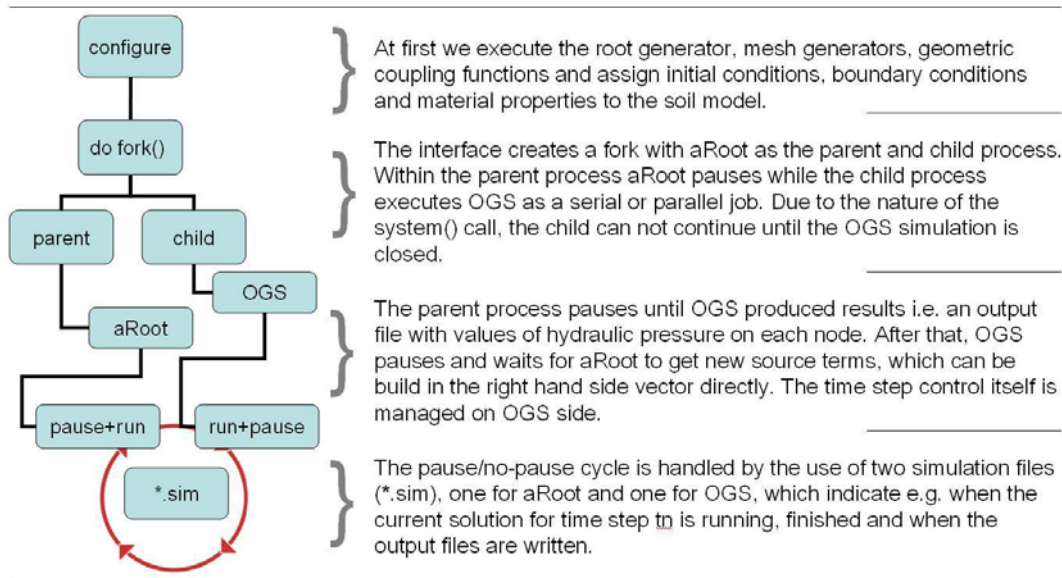 configure
At first we execute the root generator, mesh generators, geometric
coupling functions and assign initial conditions, boundary conditions
and material properties to the soil model.
do fork()
The interface creates a fork with aRoot as the parent and child process.
Within the parent process aRoot pauses while the child process
executes OGS as a serial or parallel job. Due to the nature of the
system() call, the child can not continue until the OGS simulation is
closed.
parent
child
OGS
aRoot
The parent process pauses until OGS produced results i.e. an output
file with values of hydraulic pressure on each node. After that, OGS
pauses and waits for aRoot to get new source terms, which can be
build in the right hand side vector directly. The time step control itself is
managed on OGS side.
pause+run
run+pause
*.sim
The pause/no-pause cycle is handled by the use of two simulation files
(*.sim), one for aRoot and one for OGS, which indicate e.g. when the
current solution for time step tn is running, finished and when the
output files are written.